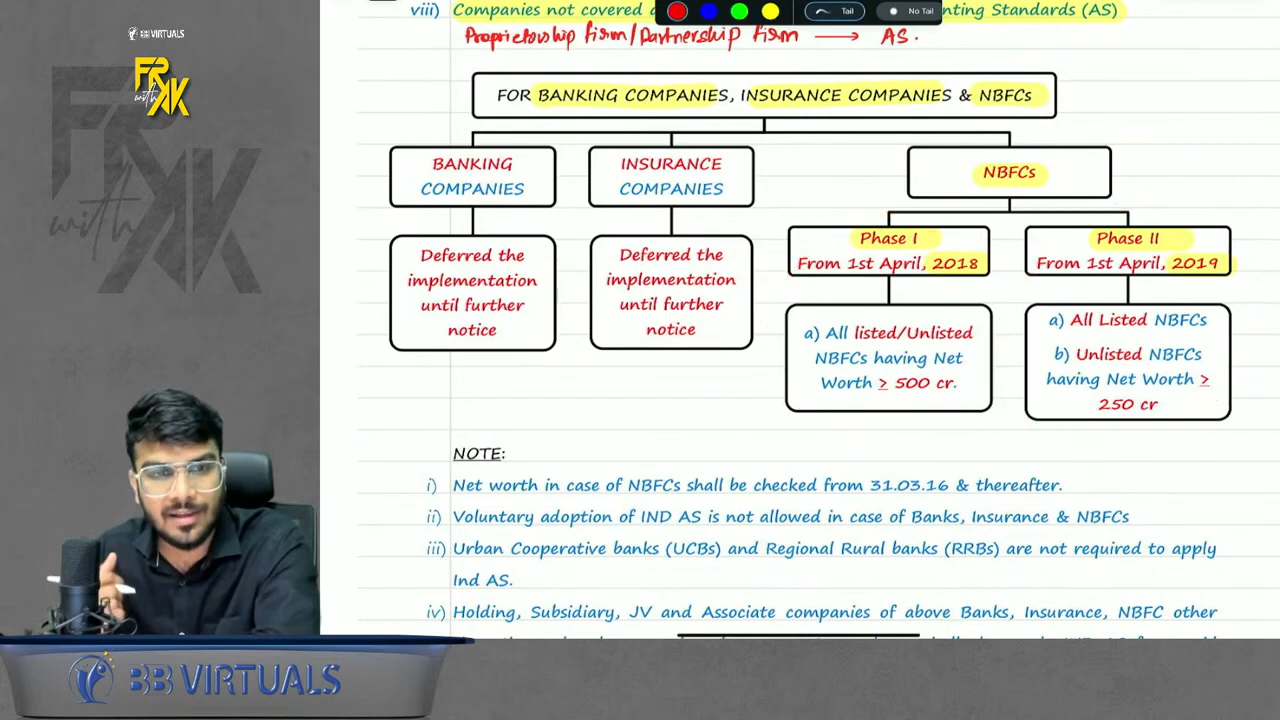 BB VIRTUALS
FR
with AK
FR
with AK
viii) Companies not covered a nting Standards (AS)
Tail
No Tail
Proprietorship firm/Partnership firm → AS.
FOR BANKING COMPANIES, INSURANCE COMPANIES & NBFCs
BANKING
COMPANIES
INSURANCE
COMPANIES
NBFCs
Deferred the
implementation
until further
notice
Deferred the
implementation
until further
notice
Phase I
From 1st April, 2018
Phase II
From 1st April, 2019
a) All listed/Unlisted
NBFCs having Net
Worth ≥ 500 cr.
a) All Listed NBFCs
b) Unlisted NBFCs
having Net Worth ≥
250 cr
NOTE:
i) Net worth in case of NBFCs shall be checked from 31.03.16 & thereafter.
ii) Voluntary adoption of IND AS is not allowed in case of Banks, Insurance & NBFCs
iii) Urban Cooperative banks (UCBs) and Regional Rural banks (RRBs) are not required to apply
Ind AS.
iv) Holding, Subsidiary, JV and Associate companies of above Banks, Insurance, NBFC other
BB VIRTUALS